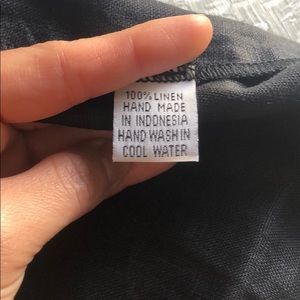 100% LINEN
HAND MADE
IN INDONESIA
HAND WASH IN
COOL WATER